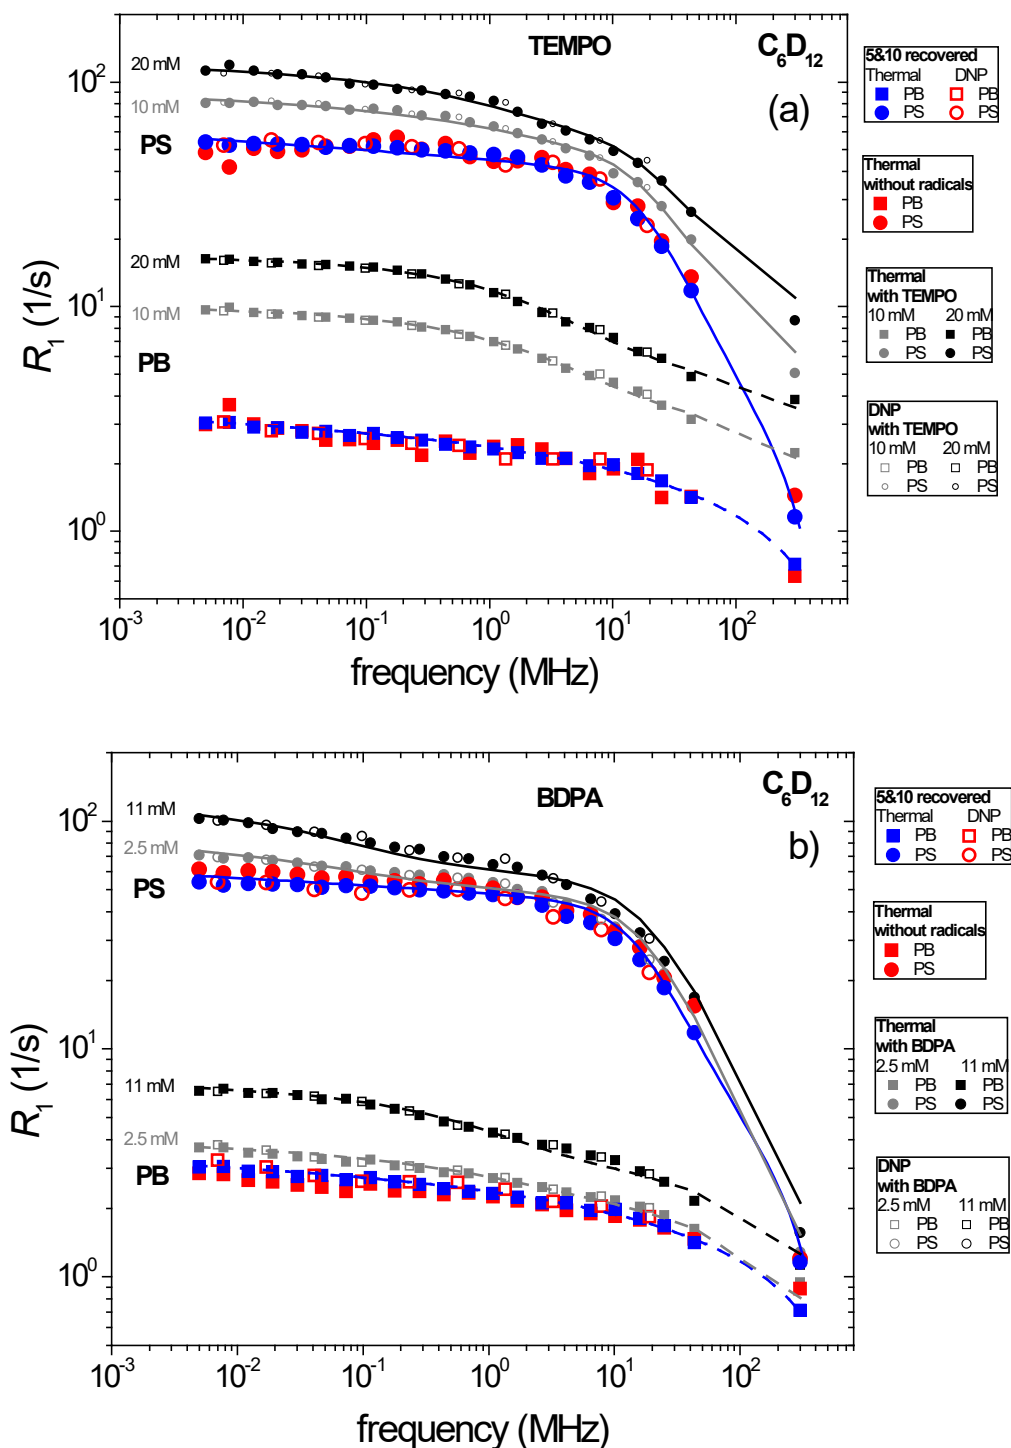 TEMPO
C6D12
(a)
20 mM
10 mM
PS
20 mM
10 mM
PB
10^2
10^1
10^0
R1 (1/s)
10^-3
10^-2
10^-1
10^0
10^1
10^2
frequency (MHz)
5&10 recovered
Thermal DNP
PB PB
PS PS
Thermal
without radicals
PB
PS
Thermal
with TEMPO
10 mM 20 mM
PB PB
PS PS
DNP
with TEMPO
10 mM 20 mM
PB PB
PS PS
BDPA
C6D12
b)
11 mM
2.5 mM
PS
11 mM
2.5 mM
PB
10^2
10^1
10^0
R1 (1/s)
10^-3
10^-2
10^-1
10^0
10^1
10^2
frequency (MHz)
5&10 recovered
Thermal DNP
PB PB
PS PS
Thermal
without radicals
PB
PS
Thermal
with BDPA
2.5 mM 11 mM
PB PB
PS PS
DNP
with BDPA
2.5 mM 11 mM
PB PB
PS PS